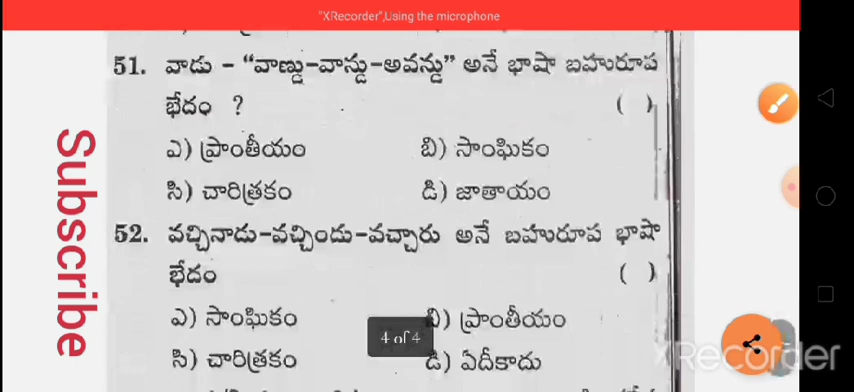 "XRecorder",Using the microphone
51. వాడు - "వాణ్డు-వాన్డు-అవన్డు" అనే భాషా బహురూప
భేదం ? ( )
ఎ) ప్రాంతీయం బి) సాంఘికం
సి) చారిత్రకం డి) జాతాయం
52. వచ్చినాడు-వచ్చిండు-వచ్చారు అనే బహురూప భాషా
భేదం ( )
ఎ) సాంఘికం బి) ప్రాంతీయం
సి) చారిత్రకం డి) ఏదీకాదు
4 of 4
Subscribe
XRecorder